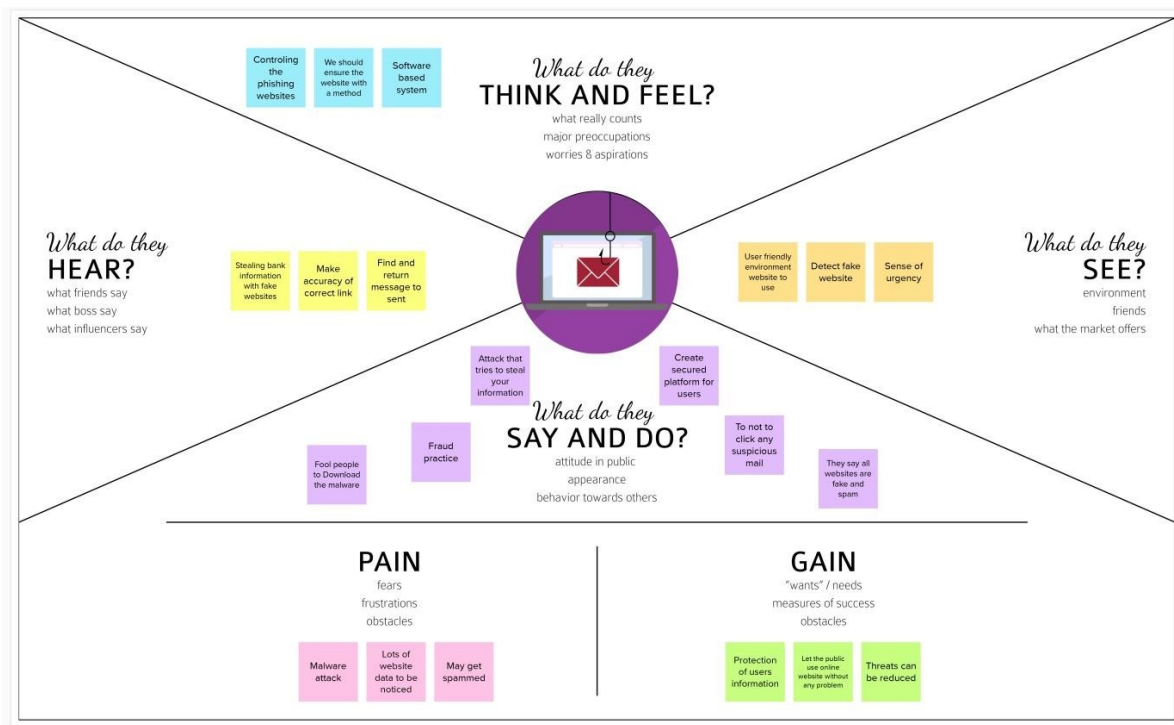 Controling
the
phishing
websites
We should
ensure the
website with
a method
Software
based
system
What do they
THINK AND FEEL?
what really counts
major preoccupations
worries & aspirations
What do they
HEAR?
what friends say
what boss say
what influencers say
Stealing bank
information
with fake
websites
Make
accuracy of
correct link
Find and
return
message to
sent
User friendly
environment
website to
use
Detect fake
website
Sense of
urgency
What do they
SEE?
environment
friends
what the market offers
Attack that
tries to steal
your
information
Create
secured
platform for
users
What do they
SAY AND DO?
attitude in public
appearance
behavior towards others
Fool people
to Download
the malware
Fraud
practice
To not to
click any
suspicious
mail
They say all
websites are
fake and
spam
PAIN
fears
frustrations
obstacles
Malware
attack
Lots of
website
data to be
noticed
May get
spammed
GAIN
"wants" / needs
measures of success
obstacles
Protection
of users
information
Let the public
use online
website without
any problem
Threats can
be reduced